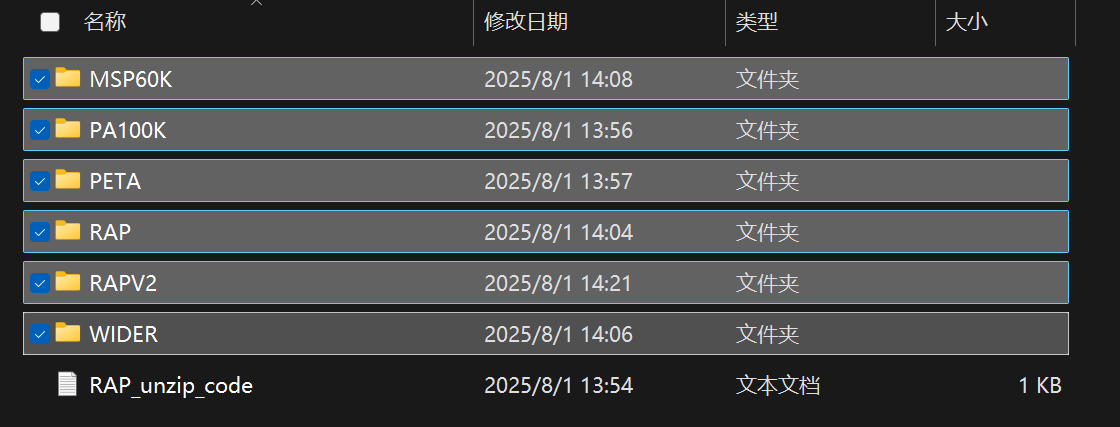 名称 修改日期 类型 大小
MSP60K 2025/8/1 14:08 文件夹
PA100K 2025/8/1 13:56 文件夹
PETA 2025/8/1 13:57 文件夹
RAP 2025/8/1 14:04 文件夹
RAPV2 2025/8/1 14:21 文件夹
WIDER 2025/8/1 14:06 文件夹
RAP_unzip_code 2025/8/1 13:54 文本文档 1 KB